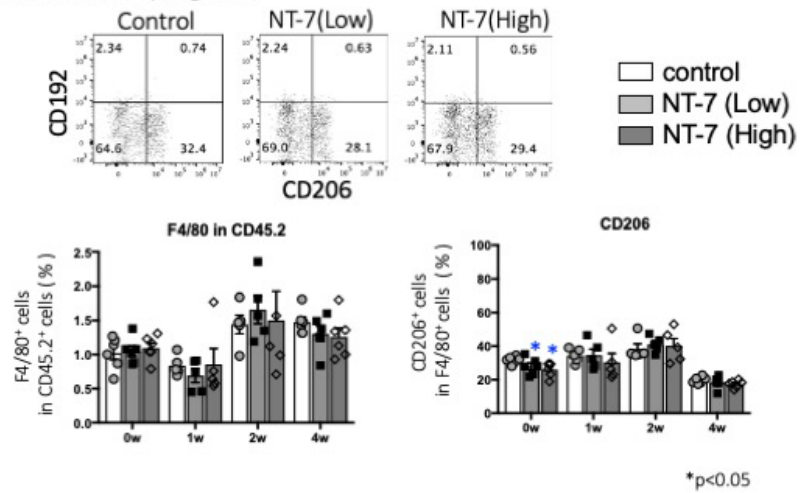 Control
NT-7(Low)
NT-7(High)
2.34 0.74
64.6 32.4
2.24 0.63
69.0 28.1
2.11 0.56
67.9 29.4
CD192
CD206
control
NT-7 (Low)
NT-7 (High)
F4/80 in CD45.2
F4/80⁺ cells
in CD45.2⁺ cells (%)
2.5
2.0
1.5
1.0
0.5
0.0
0w 1w 2w 4w
CD206
CD206⁺ cells
in F4/80⁺ cells (%)
100
80
60
40
20
0
* *
0w 1w 2w 4w
*p<0.05